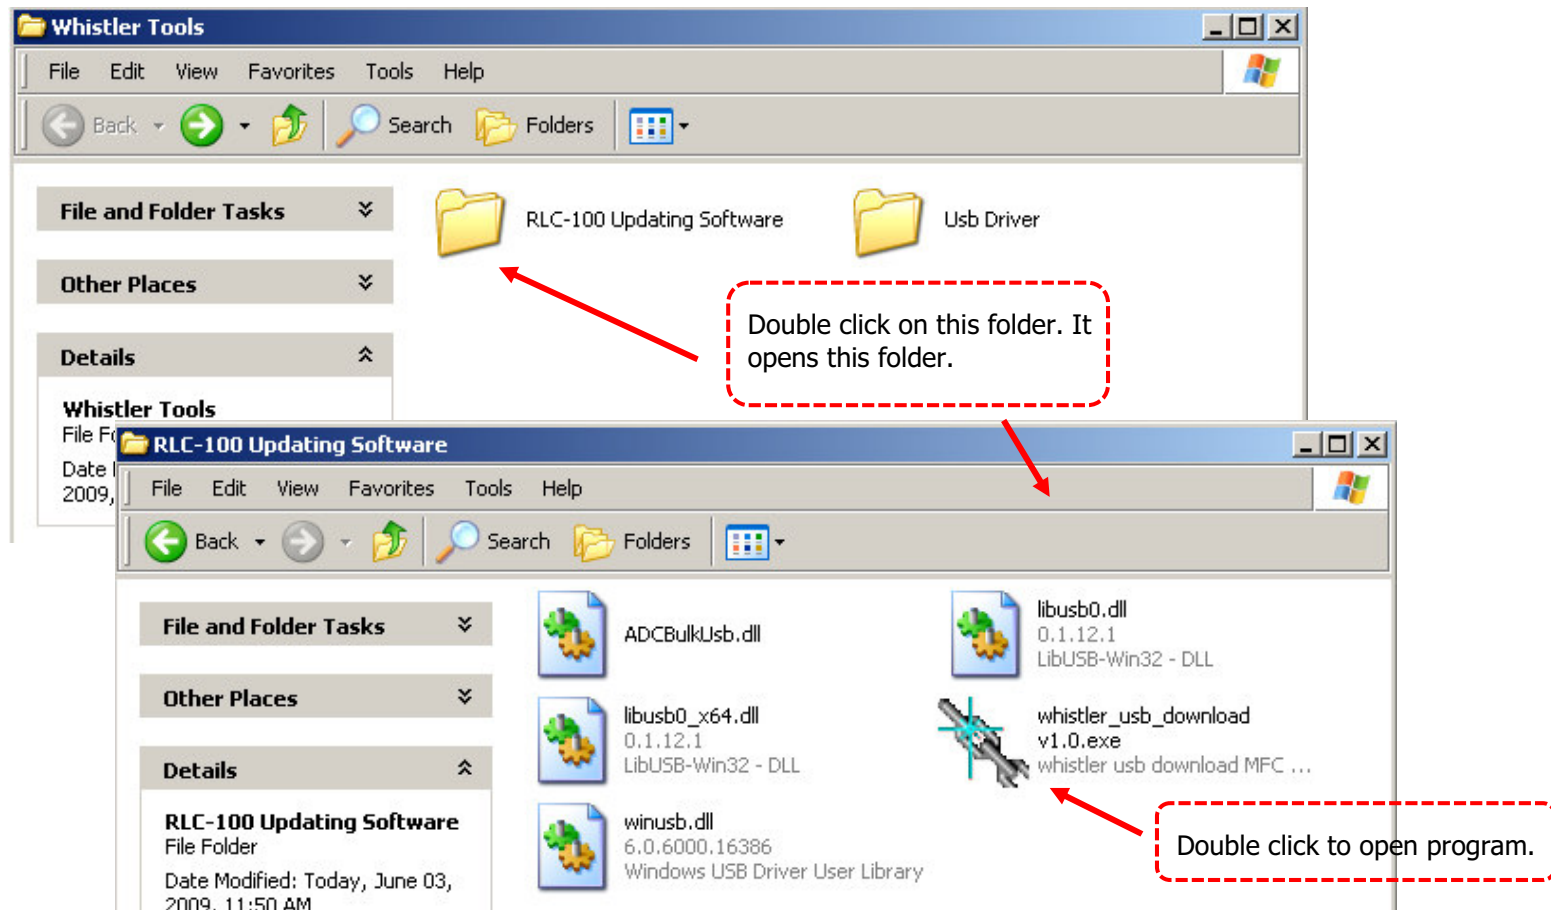 Whistler Tools
File Edit View Favorites Tools Help
Back Search Folders
File and Folder Tasks
Other Places
Details
Whistler Tools
File
Date
2009,
RLC-100 Updating Software
Usb Driver
Double click on this folder. It
opens this folder.
RLC-100 Updating Software
File Edit View Favorites Tools Help
Back Search Folders
File and Folder Tasks
Other Places
Details
RLC-100 Updating Software
File Folder
Date Modified: Today, June 03,
2009, 11:50 AM
ADCBulkUsb.dll
libusb0.dll
0.1.12.1
LibUSB-Win32 - DLL
libusb0_x64.dll
0.1.12.1
LibUSB-Win32 - DLL
whistler_usb_download
v1.0.exe
whistler usb download MFC ...
winusb.dll
6.0.6000.16386
Windows USB Driver User Library
Double click to open program.